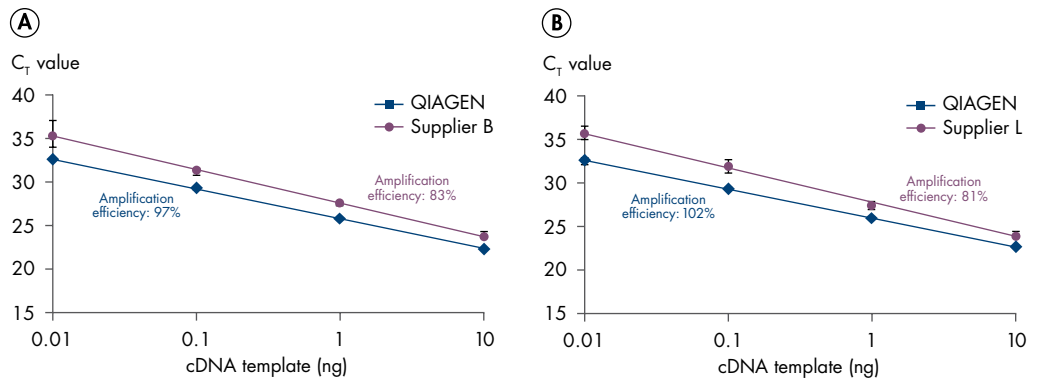 A
C_T value
40
35
30
25
20
15
0.01
0.1
1
10
cDNA template (ng)
QIAGEN
Supplier B
Amplification
efficiency: 97%
Amplification
efficiency: 83%
B
C_T value
40
35
30
25
20
15
0.01
0.1
1
10
cDNA template (ng)
QIAGEN
Supplier L
Amplification
efficiency: 102%
Amplification
efficiency: 81%